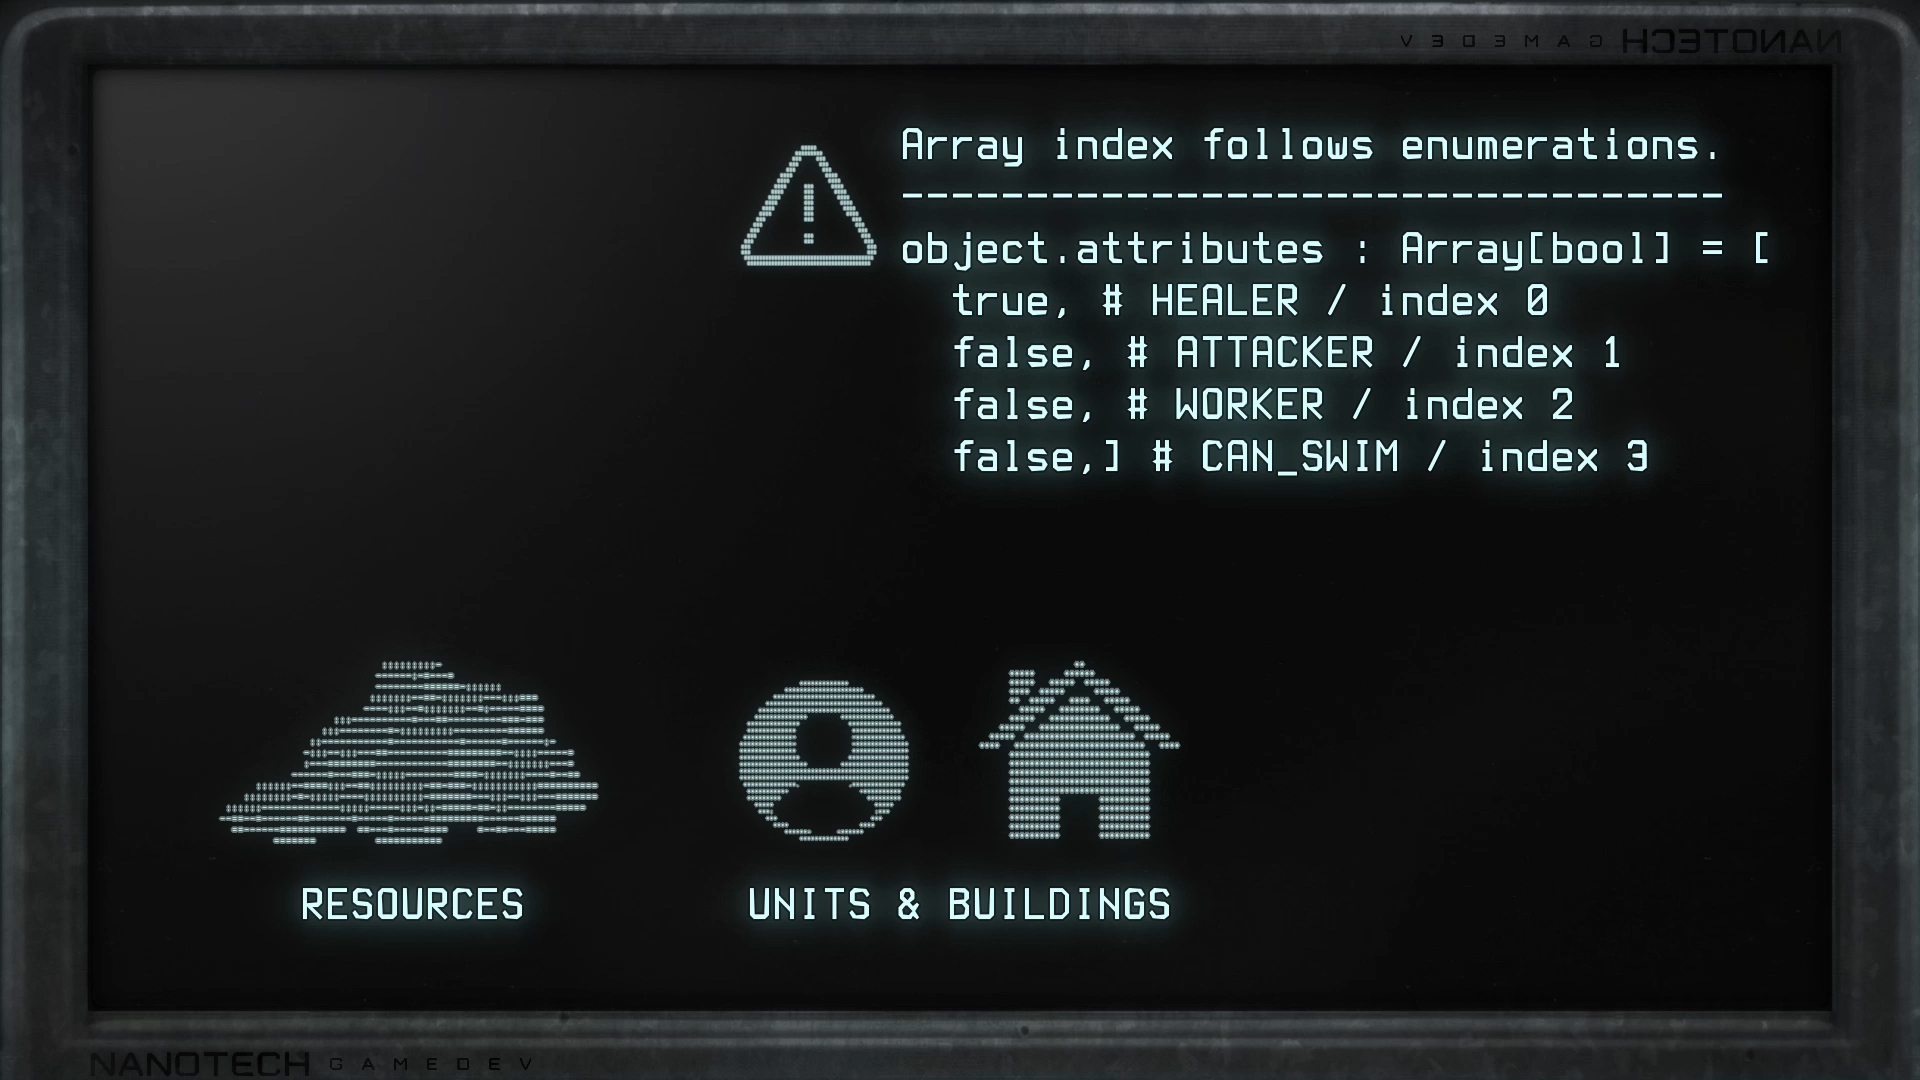 NANOTECH GAMEDEV
Array index follows enumerations.
---------------------------------
object.attributes : Array[bool] = [
true, # HEALER / index 0
false, # ATTACKER / index 1
false, # WORKER / index 2
false,] # CAN_SWIM / index 3
RESOURCES
UNITS & BUILDINGS
NANOTECH GAMEDEV